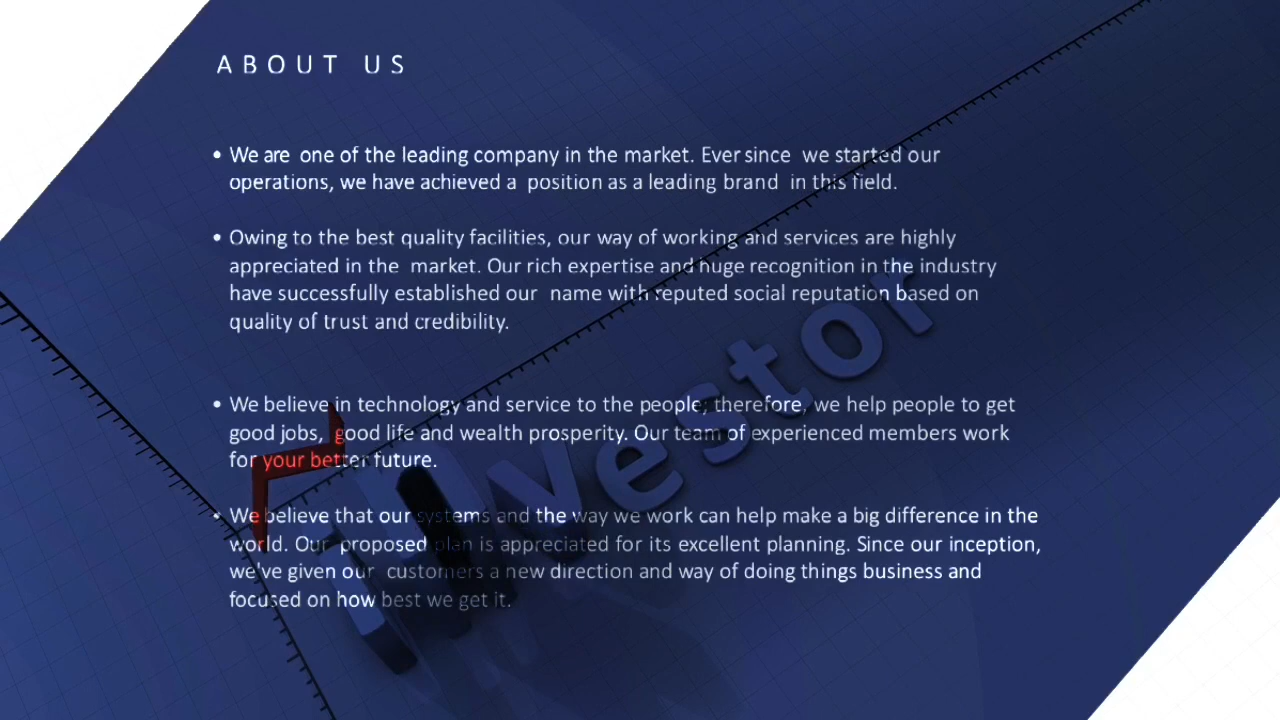 ABOUT US
• We are one of the leading company in the market. Ever since we started our
operations, we have achieved a position as a leading brand in this field.
• Owing to the best quality facilities, our way of working and services are highly
appreciated in the market. Our rich expertise and huge recognition in the industry
have successfully established our name with reputed social reputation based on
quality of trust and credibility.
• We believe in technology and service to the people, therefore, we help people to get
good jobs, good life and wealth prosperity. Our team of experienced members work
for your better future.
• We believe that our systems and the way we work can help make a big difference in the
world. Our proposed plan is appreciated for its excellent planning. Since our inception,
we've given our customers a new direction and way of doing things business and
focused on how best we get it.
Investor